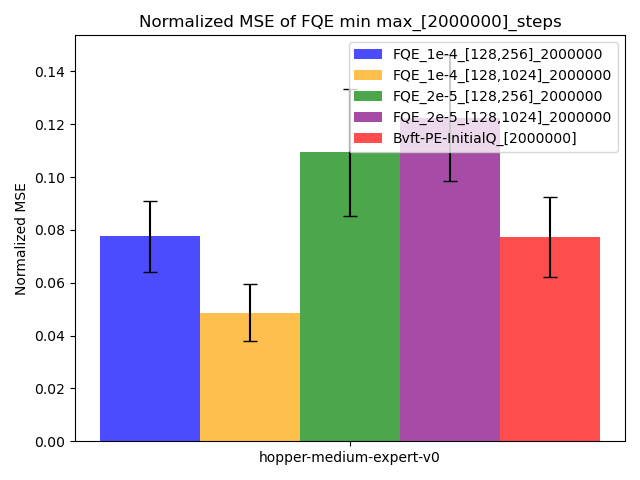 Normalized MSE of FQE min max_[2000000]_steps
FQE_1e-4_[128,256]_2000000
FQE_1e-4_[128,1024]_2000000
FQE_2e-5_[128,256]_2000000
FQE_2e-5_[128,1024]_2000000
Bvft-PE-InitialQ_[2000000]
Normalized MSE
0.14
0.12
0.10
0.08
0.06
0.04
0.02
0.00
hopper-medium-expert-v0